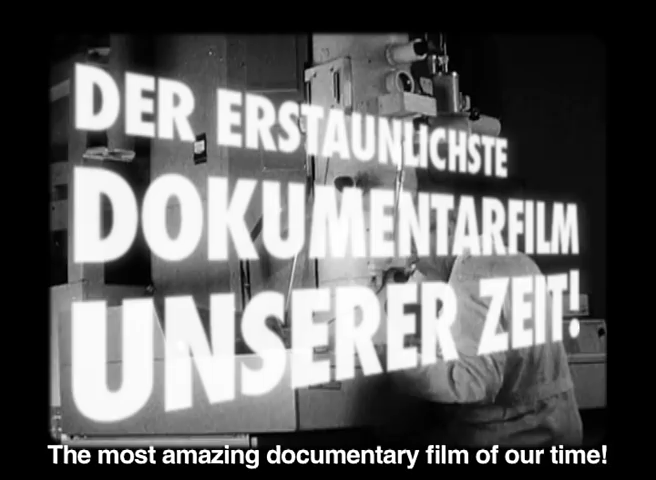 DER ERSTAUNLICHSTE
DOKUMENTARFILM
UNSERER ZEIT!
The most amazing documentary film of our time!